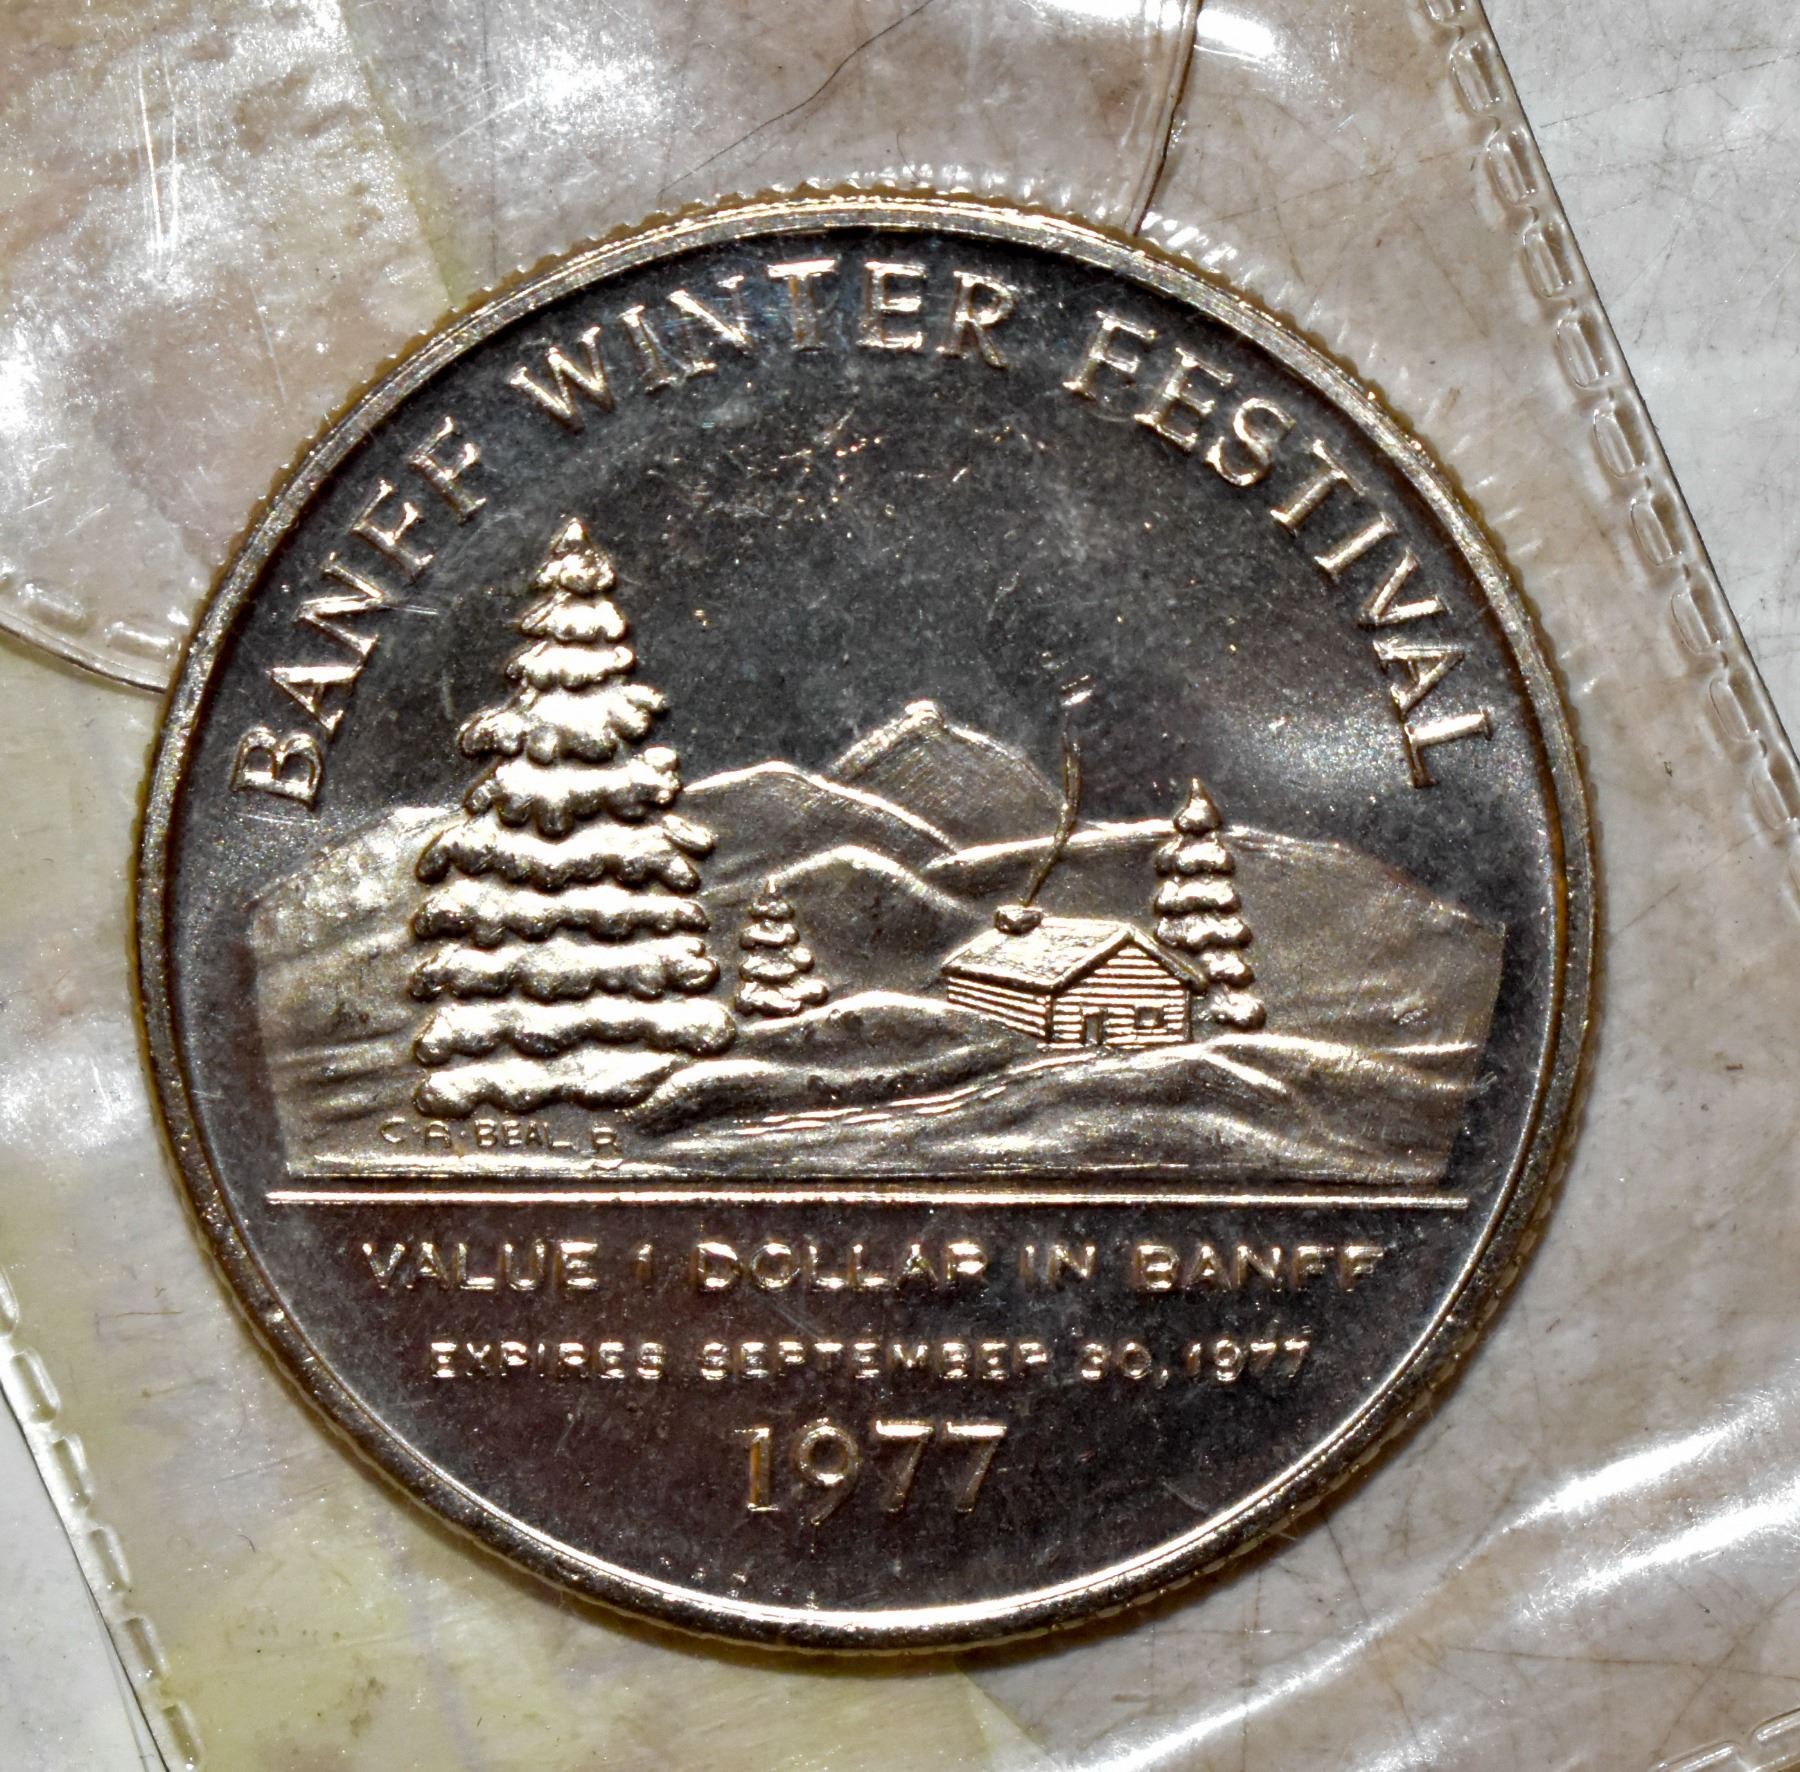 BANFF WINTER FESTIVAL
C.A. BEAL B
VALUE 1 DOLLAR IN BANFF
EXPIRES SEPTEMBER 30, 1977
1977